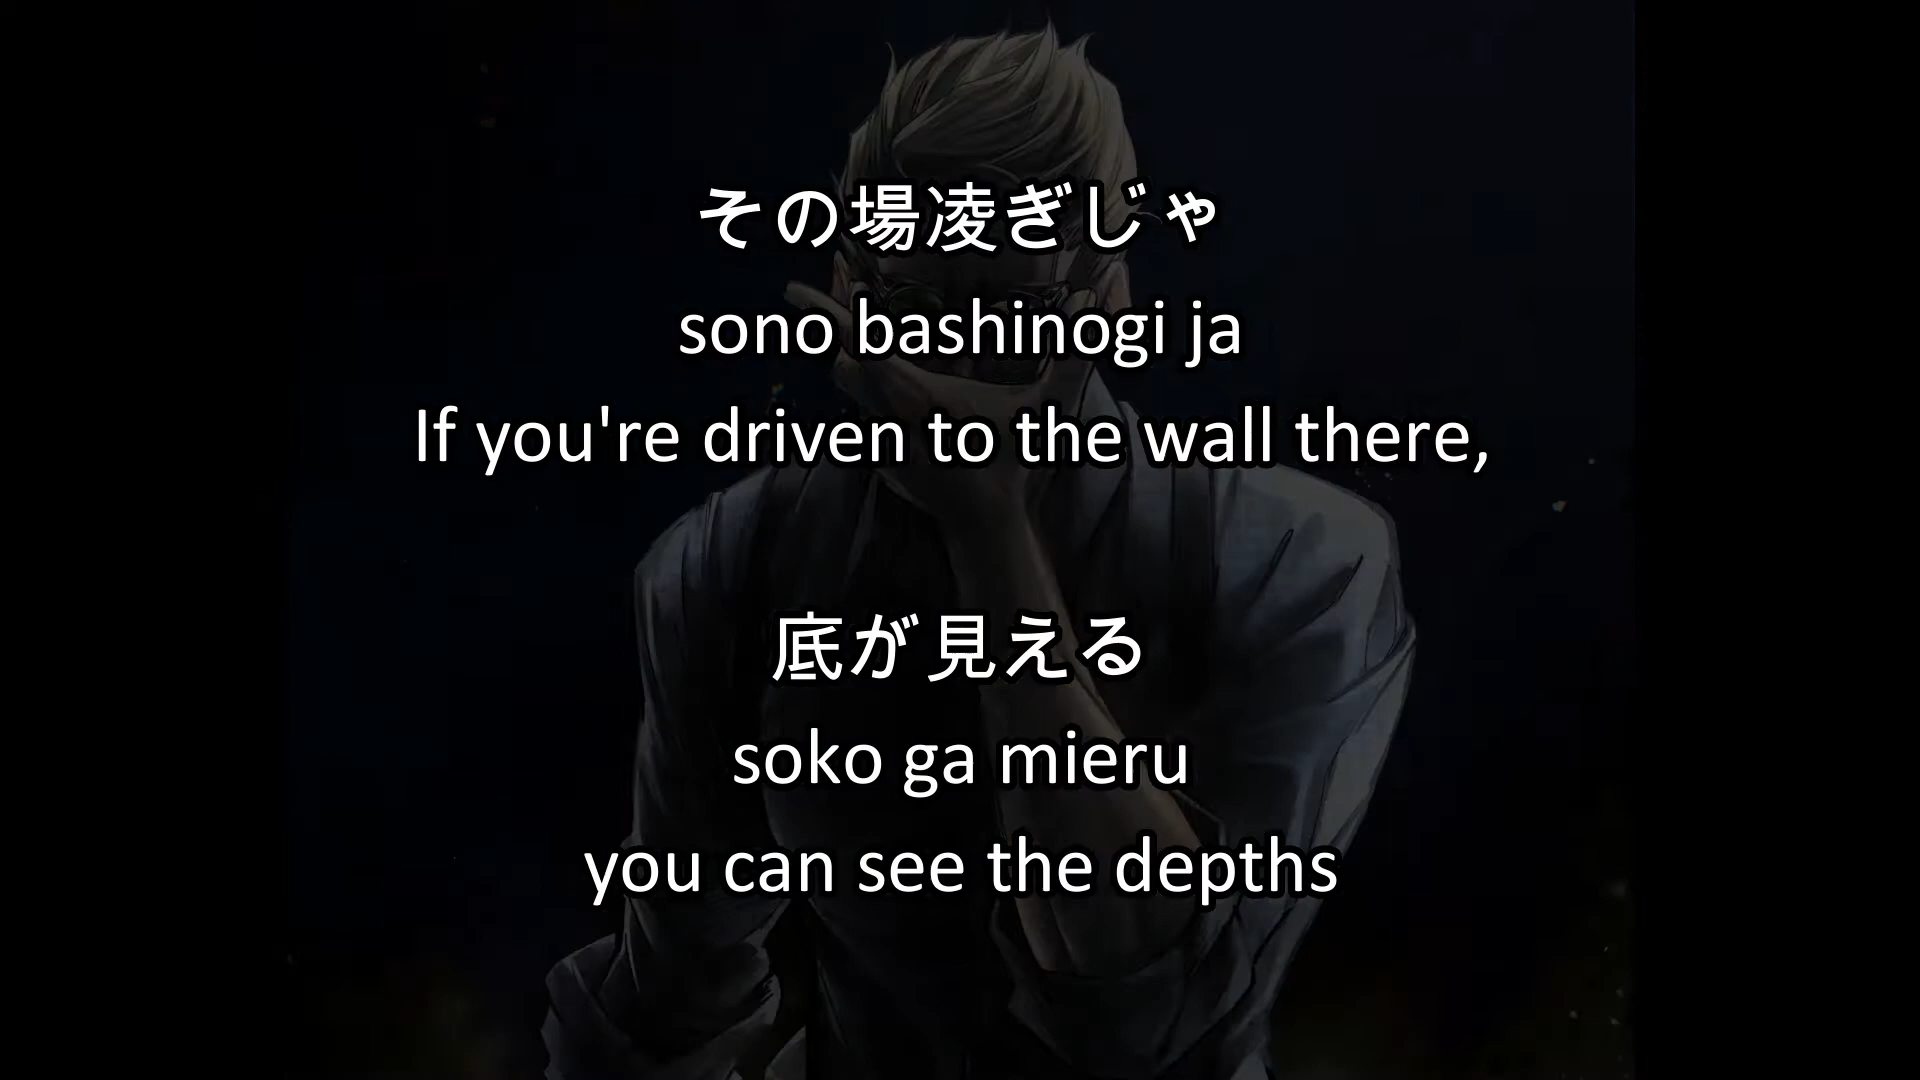 その場凌ぎじゃ
sono bashinogi ja
If you're driven to the wall there,
底が見える
soko ga mieru
you can see the depths